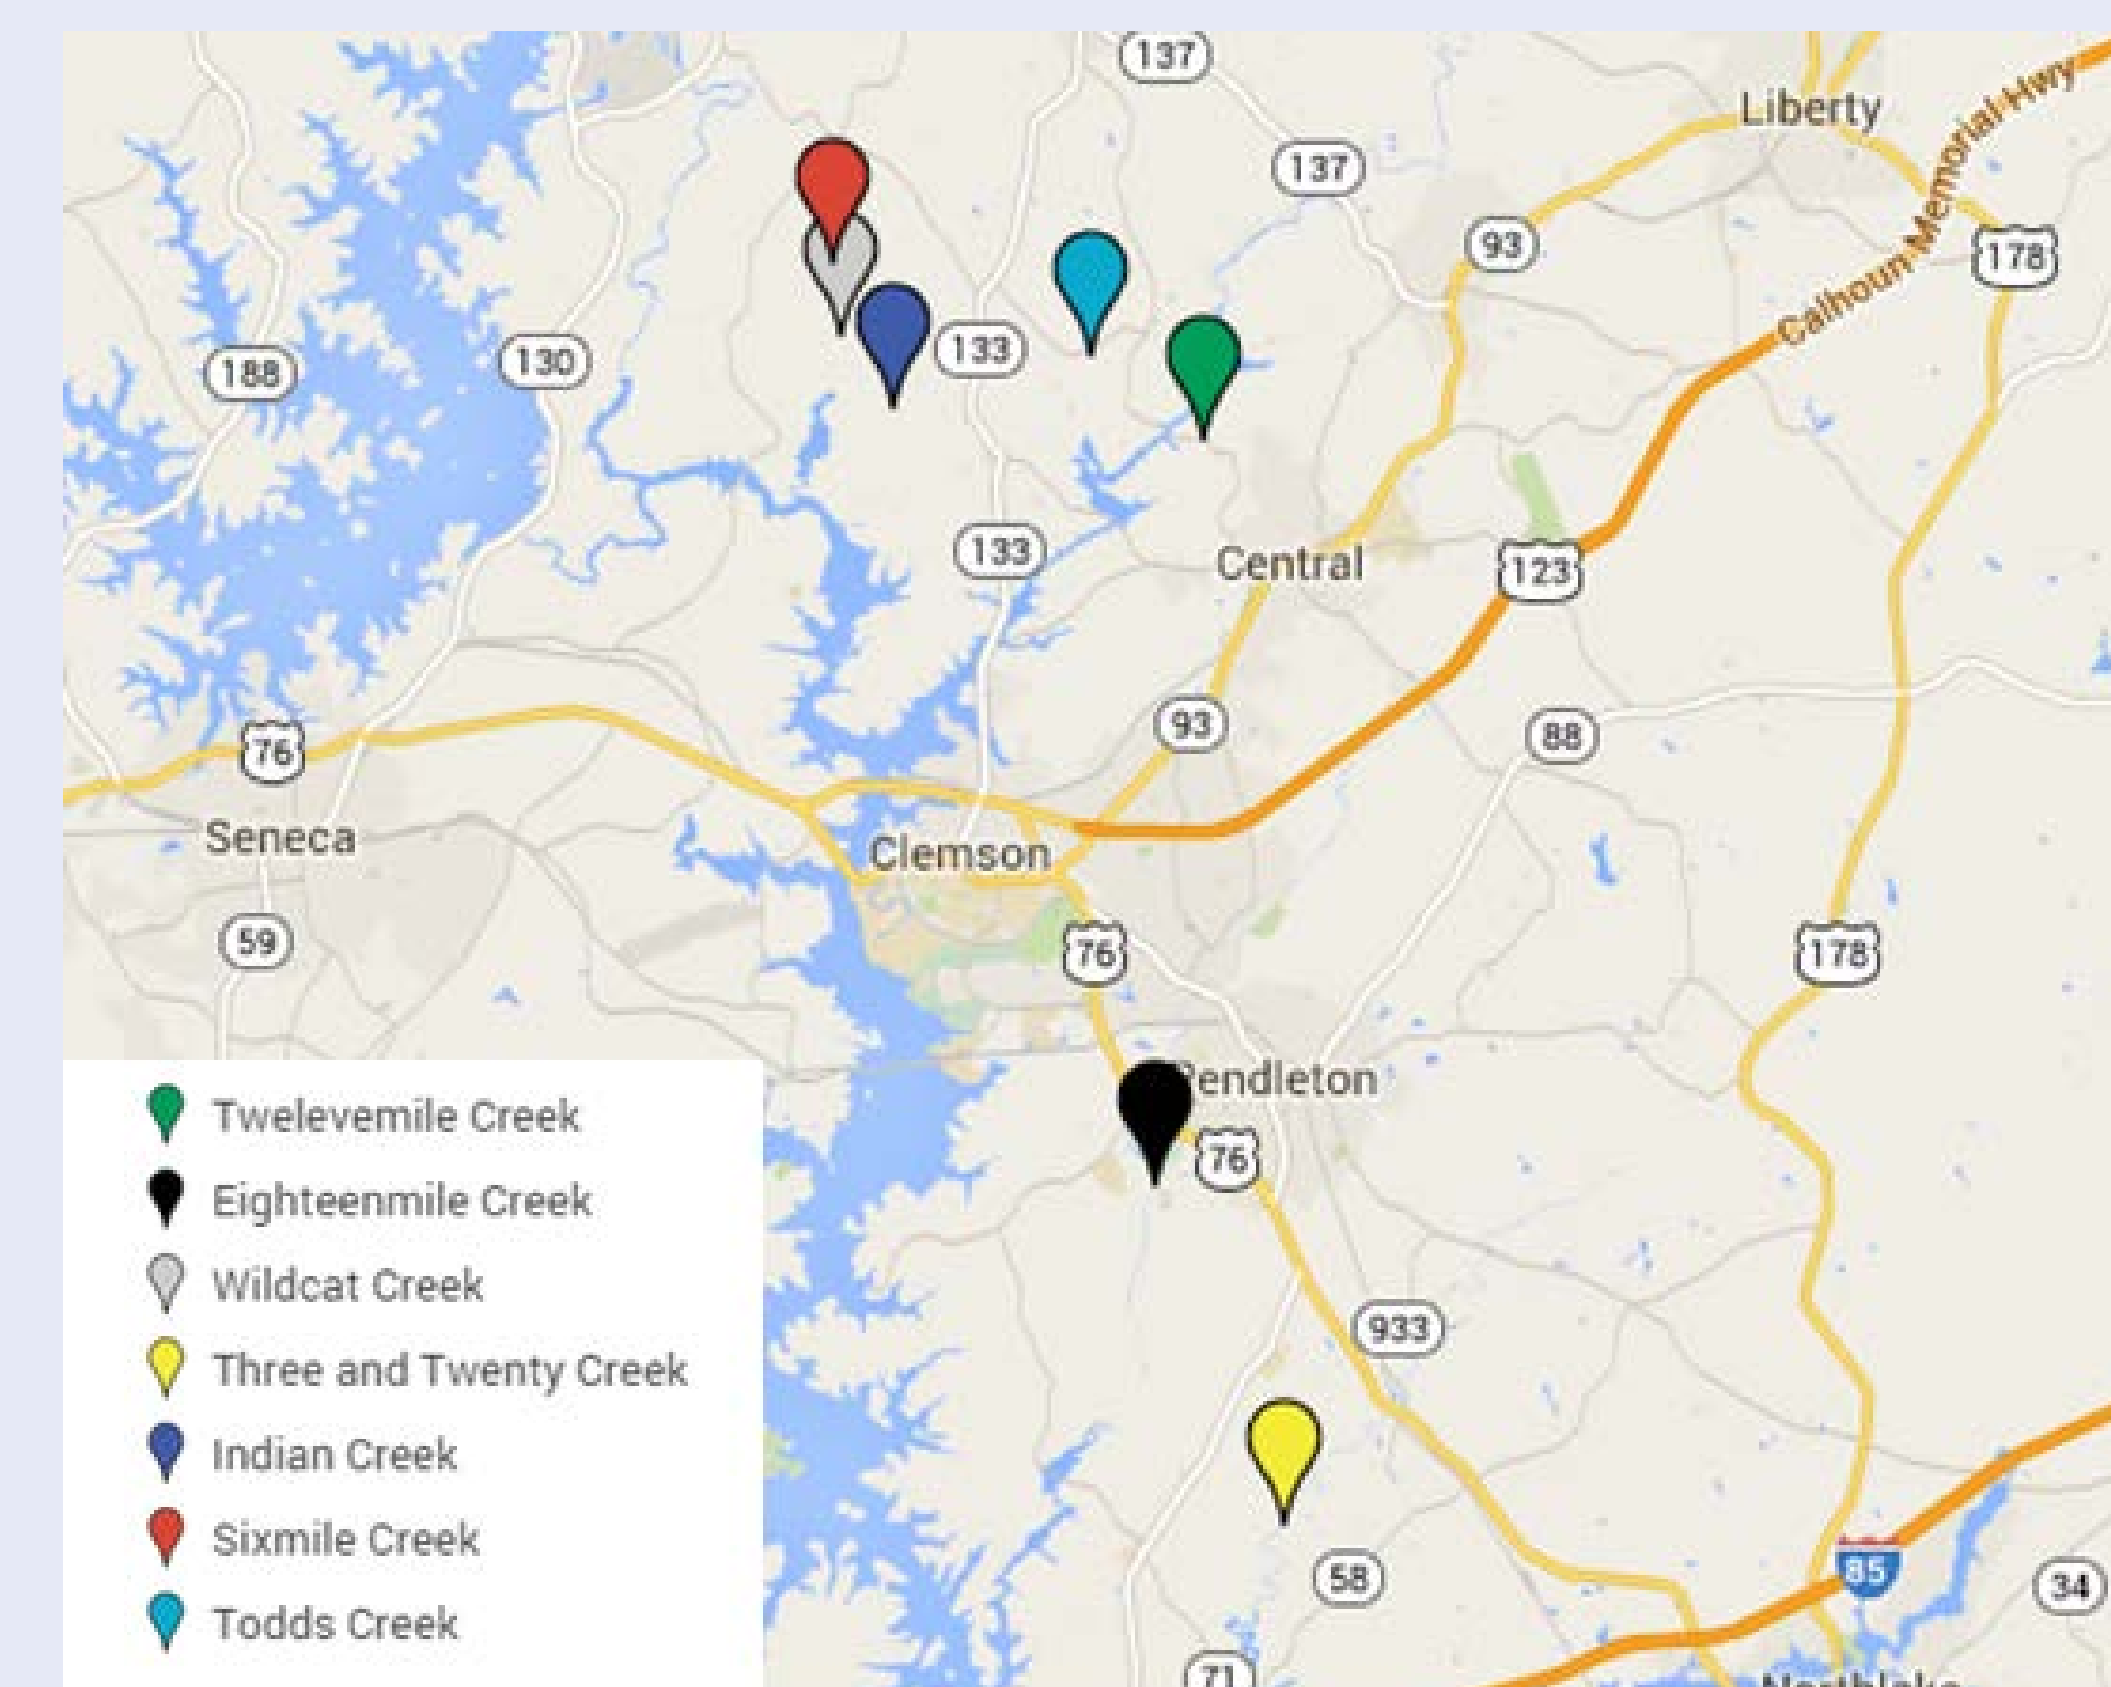 137
Liberty
Calhoun Memorial Hwy
137
93
178
133
188
130
133
Central
123
93
88
76
Seneca
Clemson
59
76
178
Pendleton
76
933
58
85
34
71
Twelevemile Creek
Eighteenmile Creek
Wildcat Creek
Three and Twenty Creek
Indian Creek
Sixmile Creek
Todds Creek